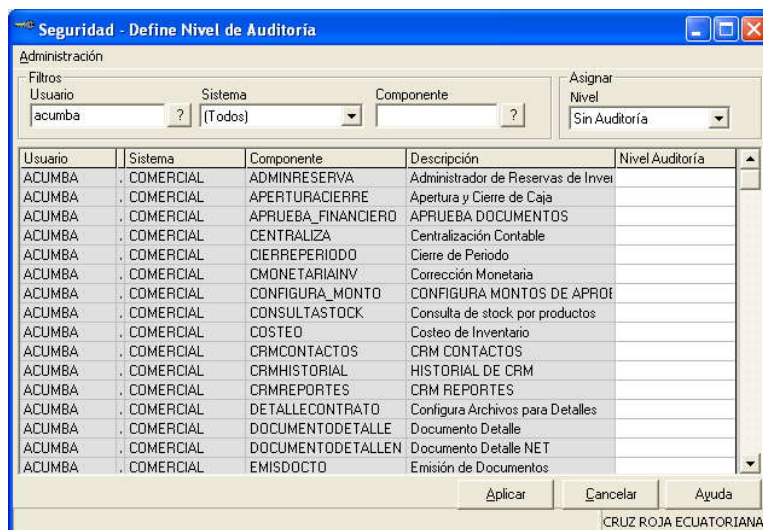 Seguridad - Define Nivel de Auditoría
Administración
Filtros
Usuario Sistema Componente
acumba ? (Todos) ?
Asignar
Nivel
Sin Auditoría
Usuario Sistema Componente Descripción Nivel Auditoría
ACUMBA . COMERCIAL ADMINRESERVA Administrador de Reservas de
ACUMBA . COMERCIAL APERTURACIERRE Apertura y Cierre de Caja
ACUMBA . COMERCIAL APRUEBA_FINANCIERO APRUEBA DOCUMENTOS
ACUMBA . COMERCIAL CENTRALIZA Centralización Contable
ACUMBA . COMERCIAL CIERREPERIODO Cierre de Periodo
ACUMBA . COMERCIAL CMONETARIAINV Corrección Monetaria
ACUMBA . COMERCIAL CONFIGURA_MONTO CONFIGURA MONTOS DE
ACUMBA . COMERCIAL CONSULTASTOCK Consulta de stock por productos
ACUMBA . COMERCIAL COSTEO Costeo de Inventario
ACUMBA . COMERCIAL CRMCONTACTOS CRM CONTACTOS
ACUMBA . COMERCIAL CRMHISTORIAL HISTORIAL DE CRM
ACUMBA . COMERCIAL CRMREPORTES CRM REPORTES
ACUMBA . COMERCIAL DETALLECONTRATO Configura Archivos para Detalles
ACUMBA . COMERCIAL DOCUMENTODETALLE Documento Detalle
ACUMBA . COMERCIAL DOCUMENTODETALLEN Documento Detalle NET
ACUMBA . COMERCIAL EMISDOCTO Emisión de Documentos
Aplicar Cancelar Ayuda
CRUZ ROJA ECUATORIANA